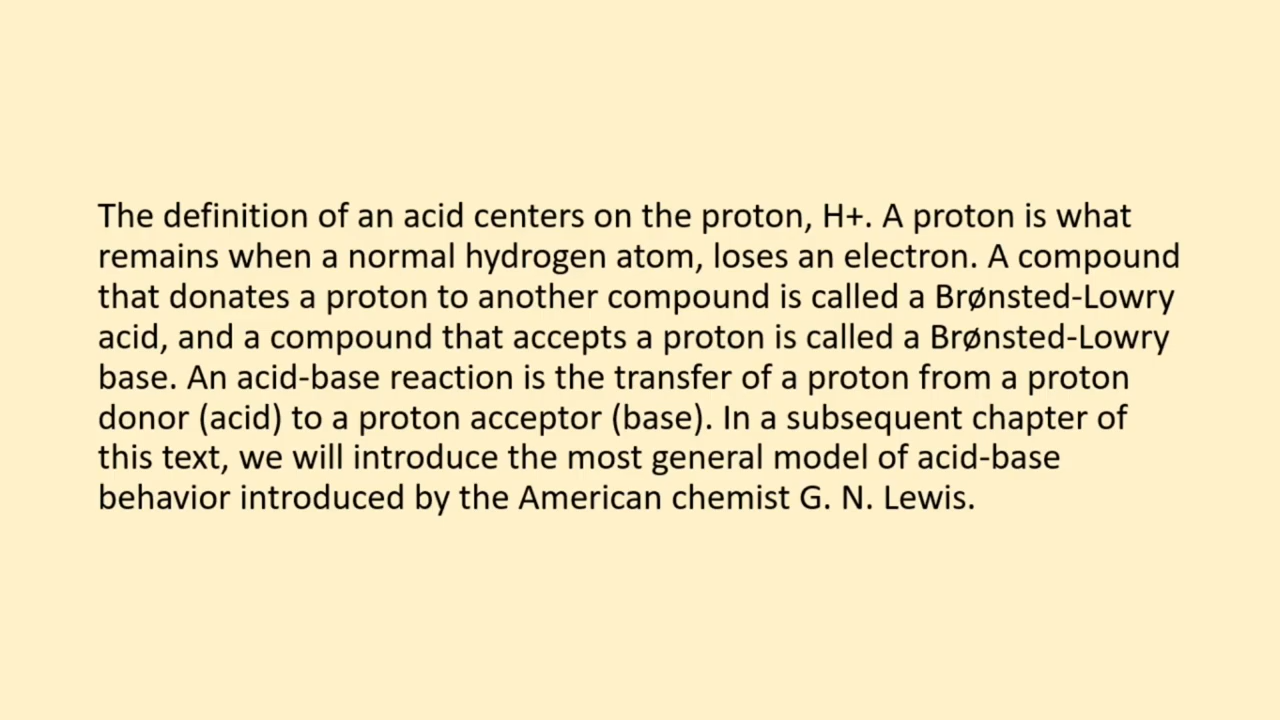 The definition of an acid centers on the proton, H+. A proton is what
remains when a normal hydrogen atom, loses an electron. A compound
that donates a proton to another compound is called a Brønsted-Lowry
acid, and a compound that accepts a proton is called a Brønsted-Lowry
base. An acid-base reaction is the transfer of a proton from a proton
donor (acid) to a proton acceptor (base). In a subsequent chapter of
this text, we will introduce the most general model of acid-base
behavior introduced by the American chemist G. N. Lewis.